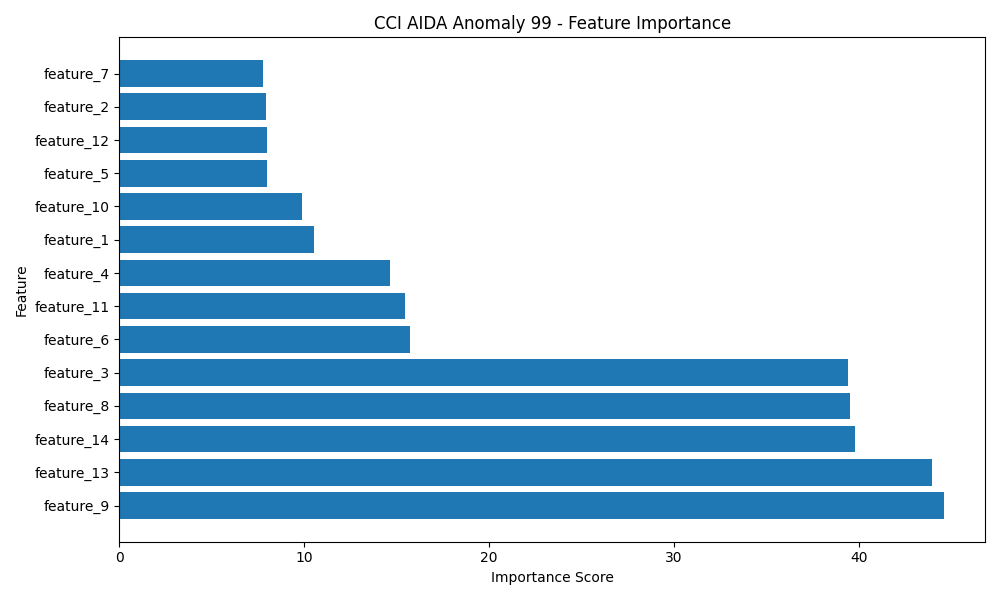 CCI AIDA Anomaly 99 - Feature Importance
Feature
feature_7
feature_2
feature_12
feature_5
feature_10
feature_1
feature_4
feature_11
feature_6
feature_3
feature_8
feature_14
feature_13
feature_9
0 10 20 30 40
Importance Score